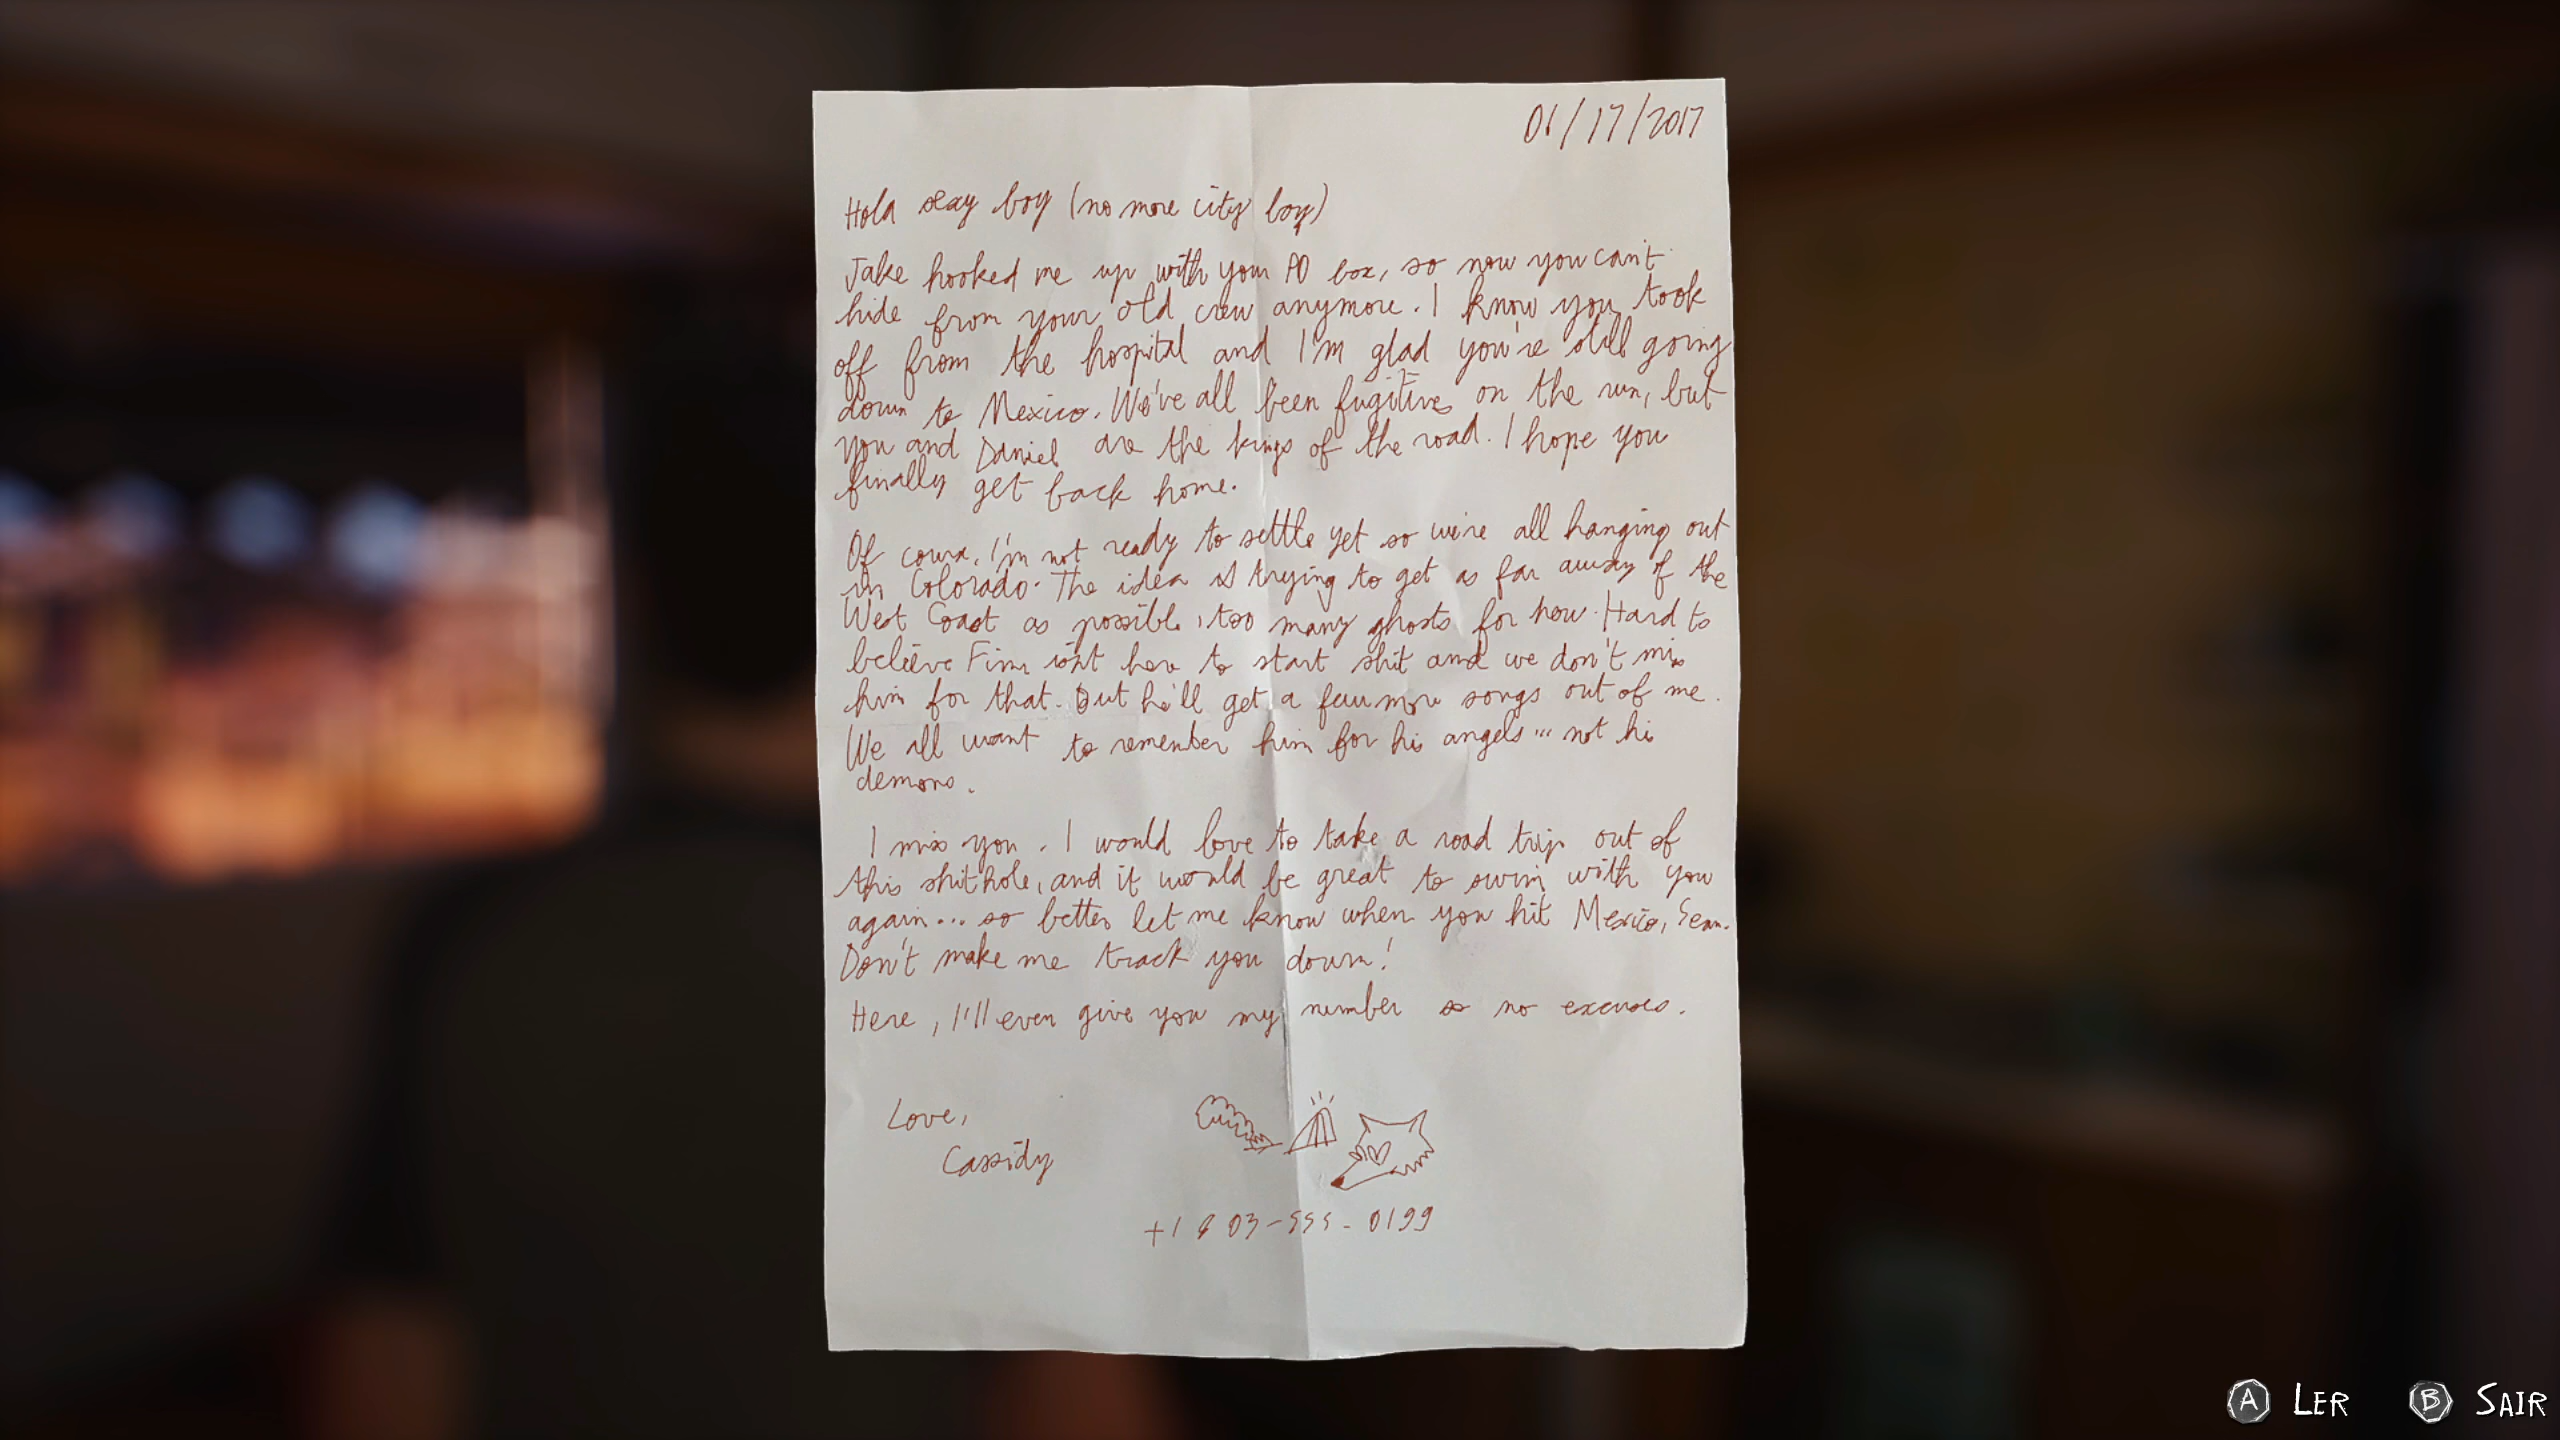 01/17/2017
Hola sexy boy (no more city boy)
Jake hooked me up with your PO box, so now you can't
hide from your old crew anymore. I know you took
off from the hospital and I'm glad you're still going
down to Mexico. We've all been fugitives on the run, but
you and Daniel are the kings of the road. I hope you
finally get back home.
Of course, I'm not ready to settle yet so we're all hanging out
in Colorado. The idea is trying to get as far away of the
West Coast as possible, too many ghosts for now. Hard to
believe Finn isn't here to start shit and we don't miss
him for that. But he'll get a few more songs out of me.
We all want to remember him for his angels... not his
demons.
I miss you. I would love to take a road trip out of
this shithole, and it would be great to swim with you
again... so better let me know when you hit Mexico, Sean.
Don't make me track you down!
Here, I'll even give you my number so no excuses.
Love,
Cassidy
+1 803-555-0199
A LER B SAIR